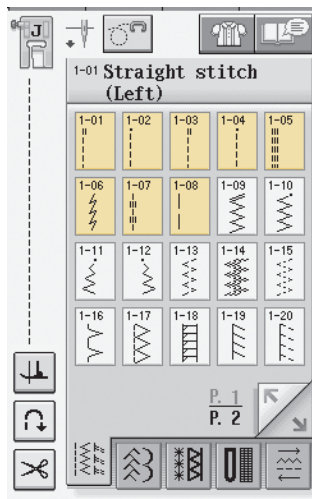 J
1-01 Straight stitch
(Left)
1-01 1-02 1-03 1-04 1-05
1-06 1-07 1-08 1-09 1-10
1-11 1-12 1-13 1-14 1-15
1-16 1-17 1-18 1-19 1-20
P. 1
P. 2